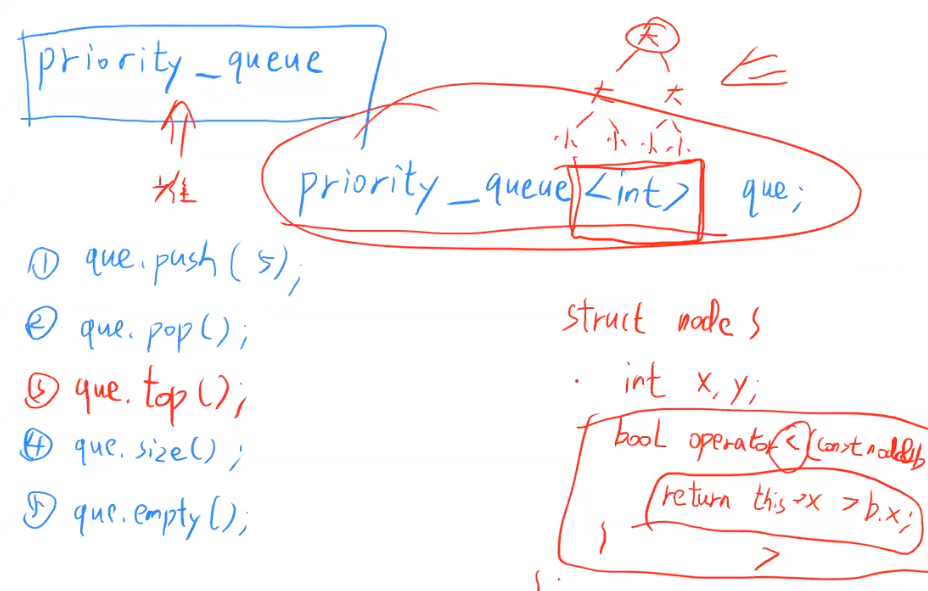 priority_queue
堆
大
大 大
小 小 小 小
priority_queue <int> que;
① que.push(5);
② que.pop();
③ que.top();
④ que.size();
⑤ que.empty();
struct node {
int x, y;
bool operator < (const node& b
return this->x > b.x;
}
>